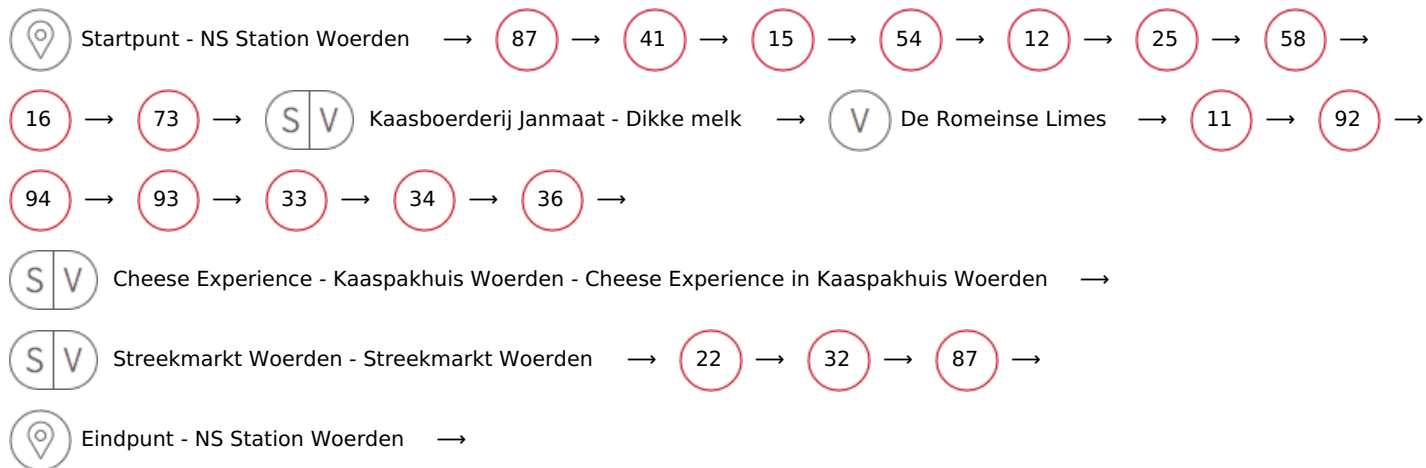 Startpunt - NS Station Woerden → 87 → 41 → 15 → 54 → 12 → 25 → 58 →
16 → 73 → S V Kaasboerderij Janmaat - Dikke melk → V De Romeinse Limes → 11 → 92 →
94 → 93 → 33 → 34 → 36 →
S V Cheese Experience - Kaaspakhuis Woerden - Cheese Experience in Kaaspakhuis Woerden →
S V Streekmarkt Woerden - Streekmarkt Woerden → 22 → 32 → 87 →
Eindpunt - NS Station Woerden →